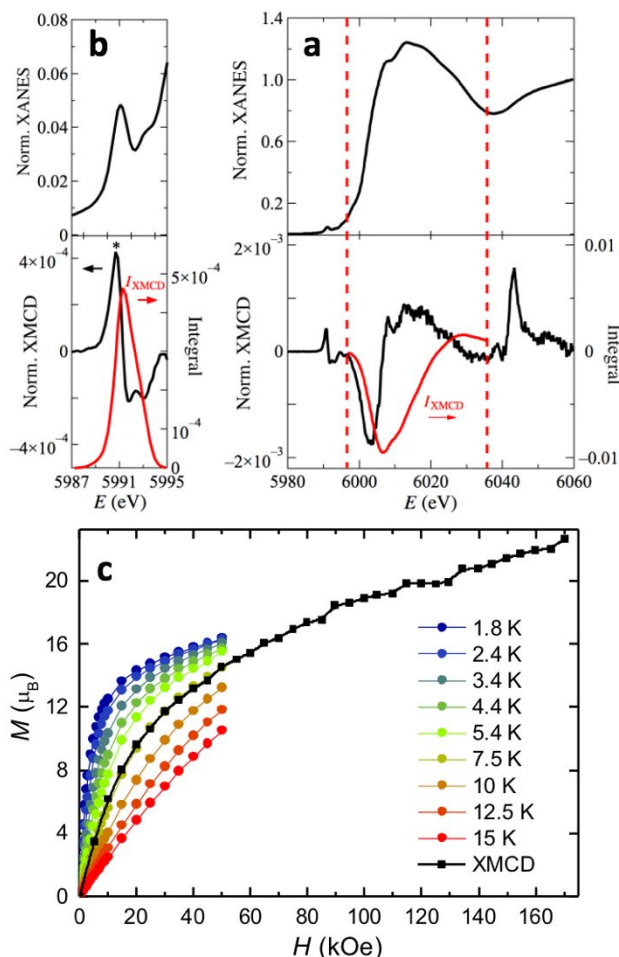 b
a
Norm. XANES
0.08
0.06
0.04
0.02
0.00
Norm. XANES
1.8
1.4
1.0
0.6
0.2
*
I_XMCD
Norm. XMCD
4×10⁻⁴
0
−4×10⁻⁴
5×10⁻⁴
10⁻⁴
0
Integral
5987 5991 5995
E (eV)
Norm. XMCD
2×10⁻³
0
−2×10⁻³
I_XMCD
0.01
0
−0.01
Integral
5980 6000 6020 6040 6060
E (eV)
c
M (μ_B)
20
16
12
8
4
0
1.8 K
2.4 K
3.4 K
4.4 K
5.4 K
7.5 K
10 K
12.5 K
15 K
XMCD
0 20 40 60 80 100 120 140 160
H (kOe)